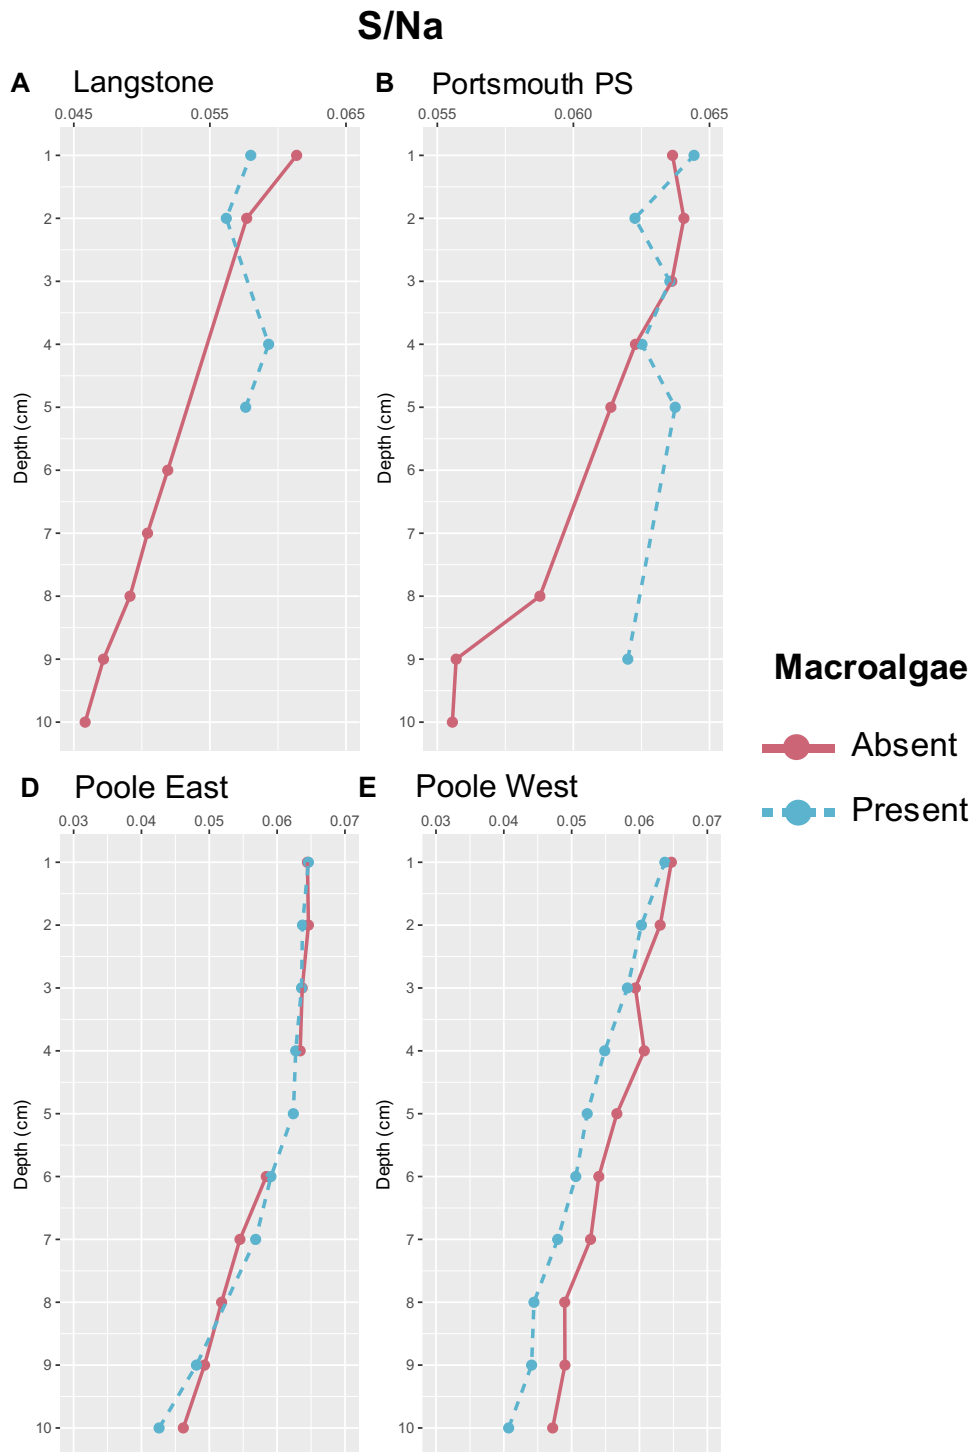 S/Na
A Langstone
B Portsmouth PS
0.045 0.055 0.065
0.055 0.060 0.065
Depth (cm)
1
2
3
4
5
6
7
8
9
10
Depth (cm)
1
2
3
4
5
6
7
8
9
10
Macroalgae
Absent
Present
D Poole East
E Poole West
0.03 0.04 0.05 0.06 0.07
0.03 0.04 0.05 0.06 0.07
Depth (cm)
1
2
3
4
5
6
7
8
9
10
Depth (cm)
1
2
3
4
5
6
7
8
9
10